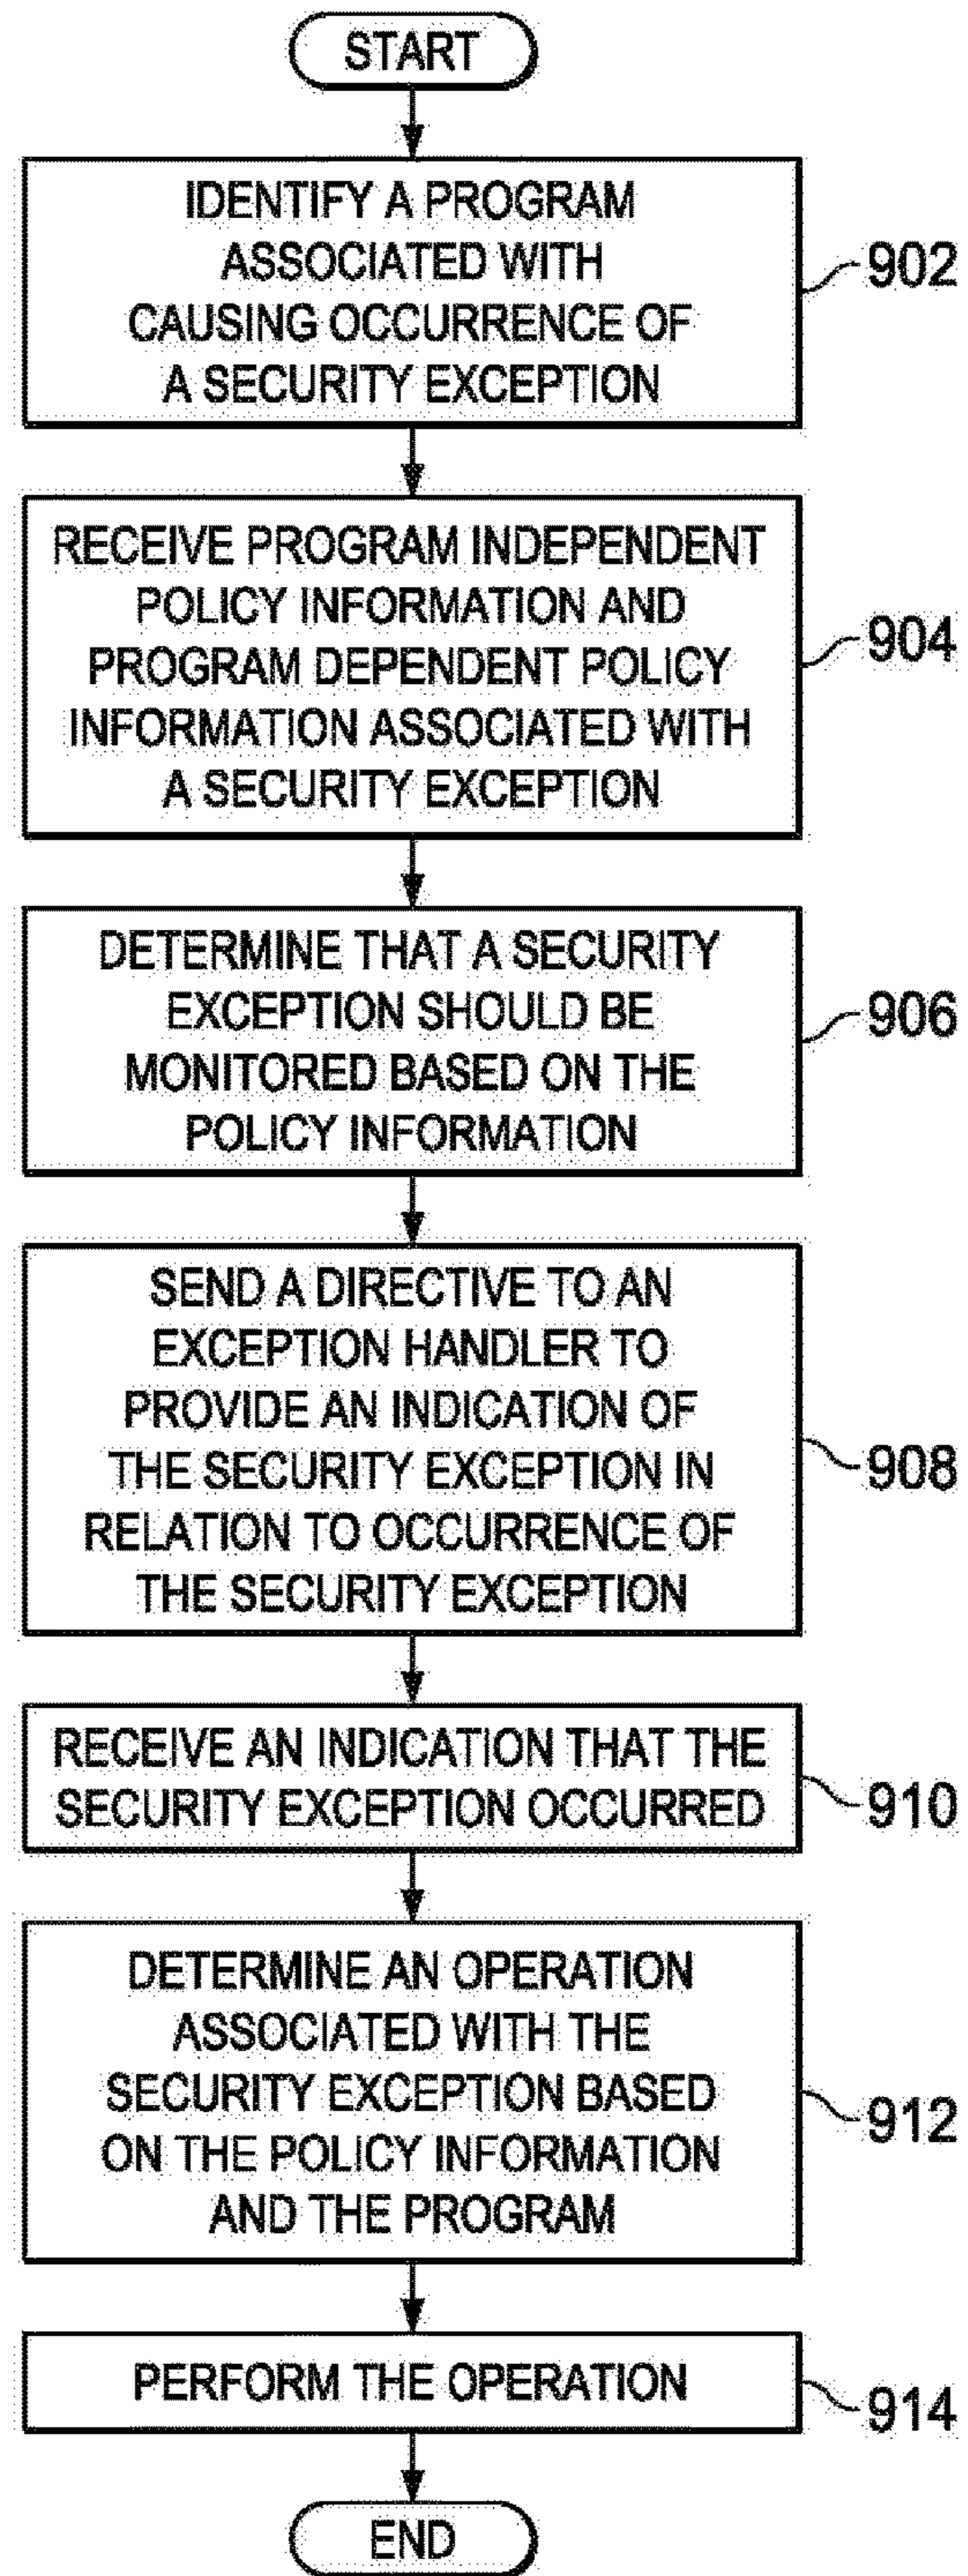 START
IDENTIFY A PROGRAM
ASSOCIATED WITH
CAUSING OCCURRENCE OF
A SECURITY EXCEPTION
902
RECEIVE PROGRAM INDEPENDENT
POLICY INFORMATION AND
PROGRAM DEPENDENT POLICY
INFORMATION ASSOCIATED WITH
A SECURITY EXCEPTION
904
DETERMINE THAT A SECURITY
EXCEPTION SHOULD BE
MONITORED BASED ON THE
POLICY INFORMATION
906
SEND A DIRECTIVE TO AN
EXCEPTION HANDLER TO
PROVIDE AN INDICATION OF
THE SECURITY EXCEPTION IN
RELATION TO OCCURRENCE OF
THE SECURITY EXCEPTION
908
RECEIVE AN INDICATION THAT THE
SECURITY EXCEPTION OCCURRED
910
DETERMINE AN OPERATION
ASSOCIATED WITH THE
SECURITY EXCEPTION BASED
ON THE POLICY INFORMATION
AND THE PROGRAM
912
PERFORM THE OPERATION
914
END